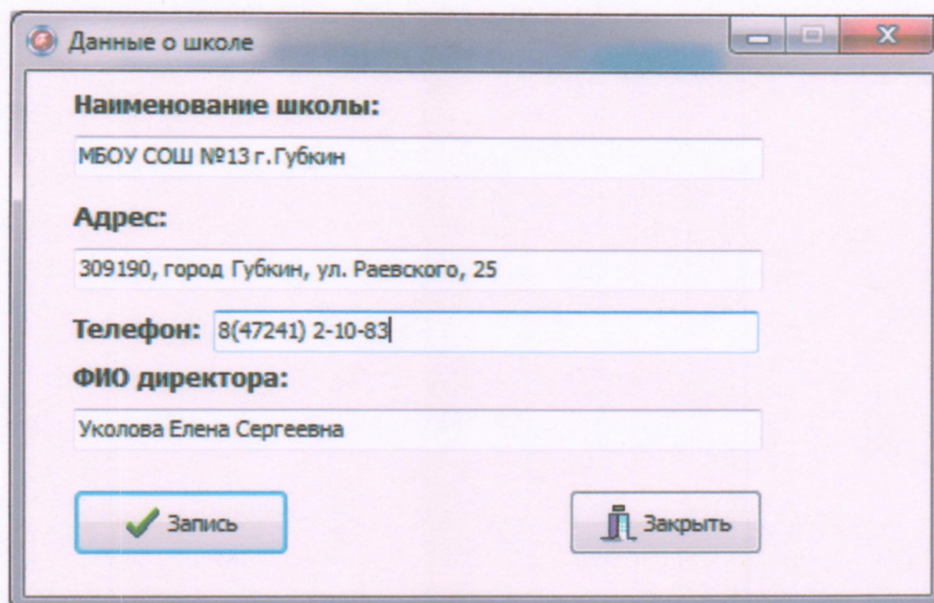 Данные о школе
Наименование школы:
МБОУ СОШ №13 г.Губкин
Адрес:
309190, город Губкин, ул. Раевского, 25
Телефон: 8(47241) 2-10-83
ФИО директора:
Уколова Елена Сергеевна
Запись Закрыть